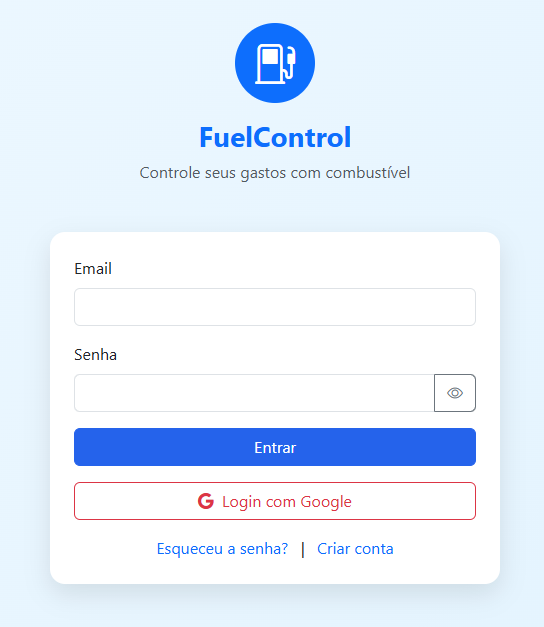 FuelControl
Controle seus gastos com combustível
Email
Senha
Entrar
Login com Google
Esqueceu a senha? | Criar conta